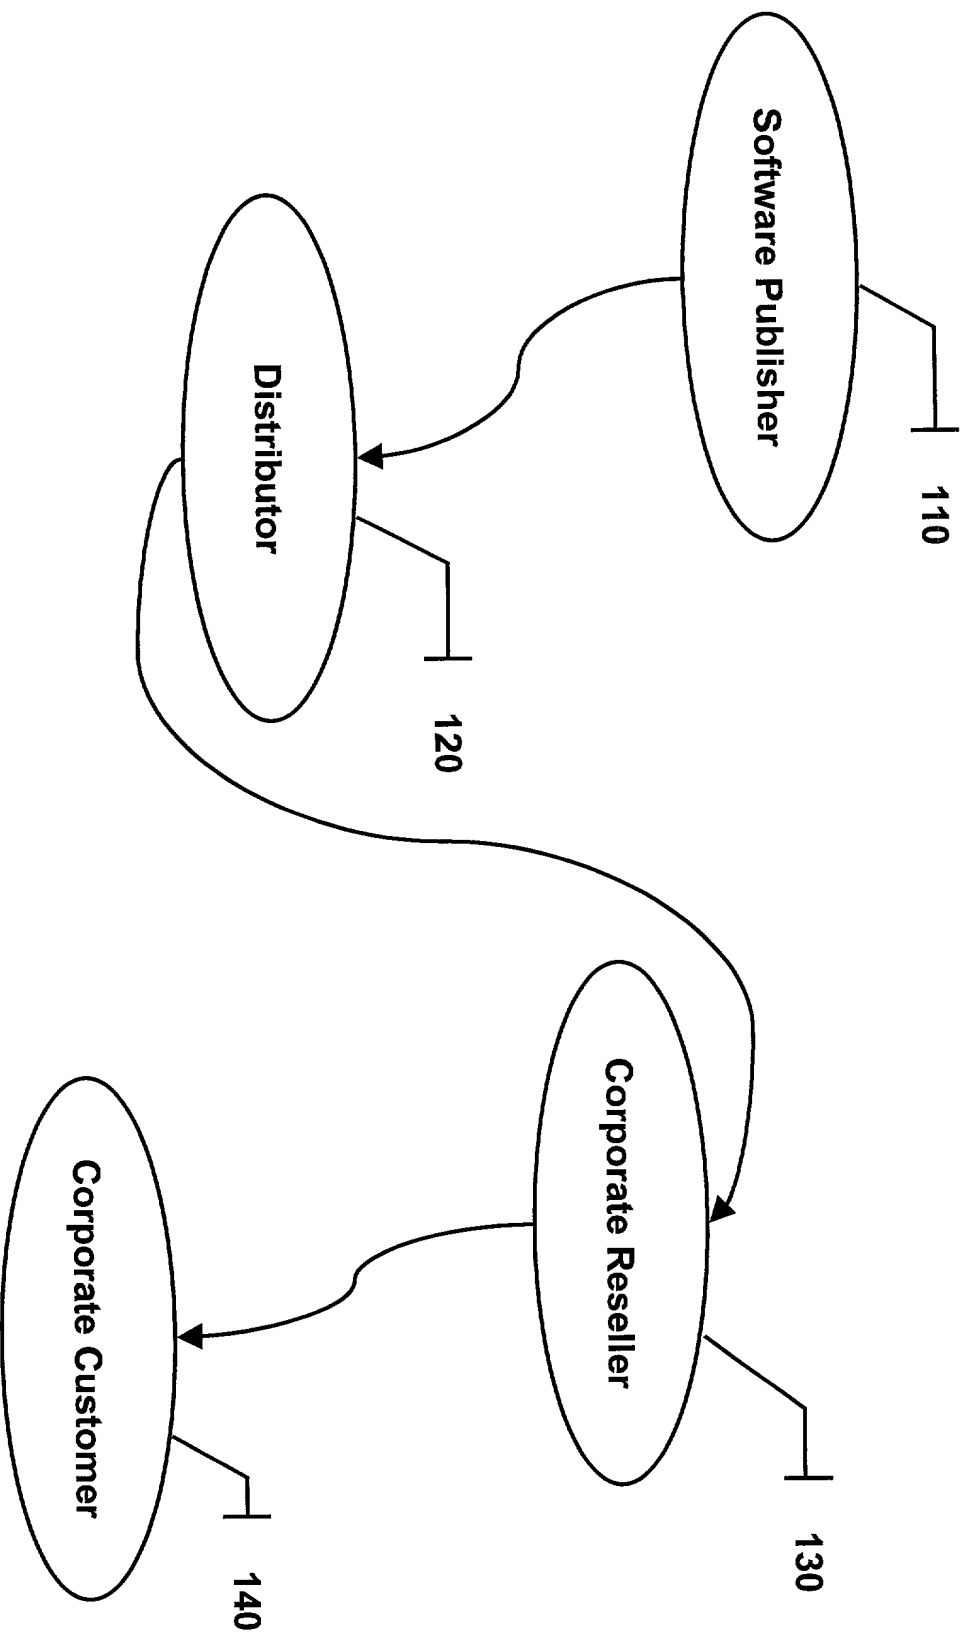 Software Publisher
110
Distributor
120
Corporate Reseller
130
Corporate Customer
140